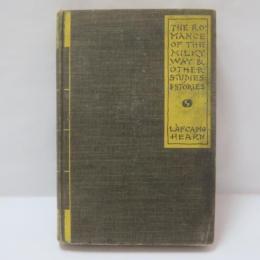 THE RO-
MANCE
OF THE
MILKY
WAY &
OTHER
STUDIES
& STORIES
LAFCADIO
HEARN